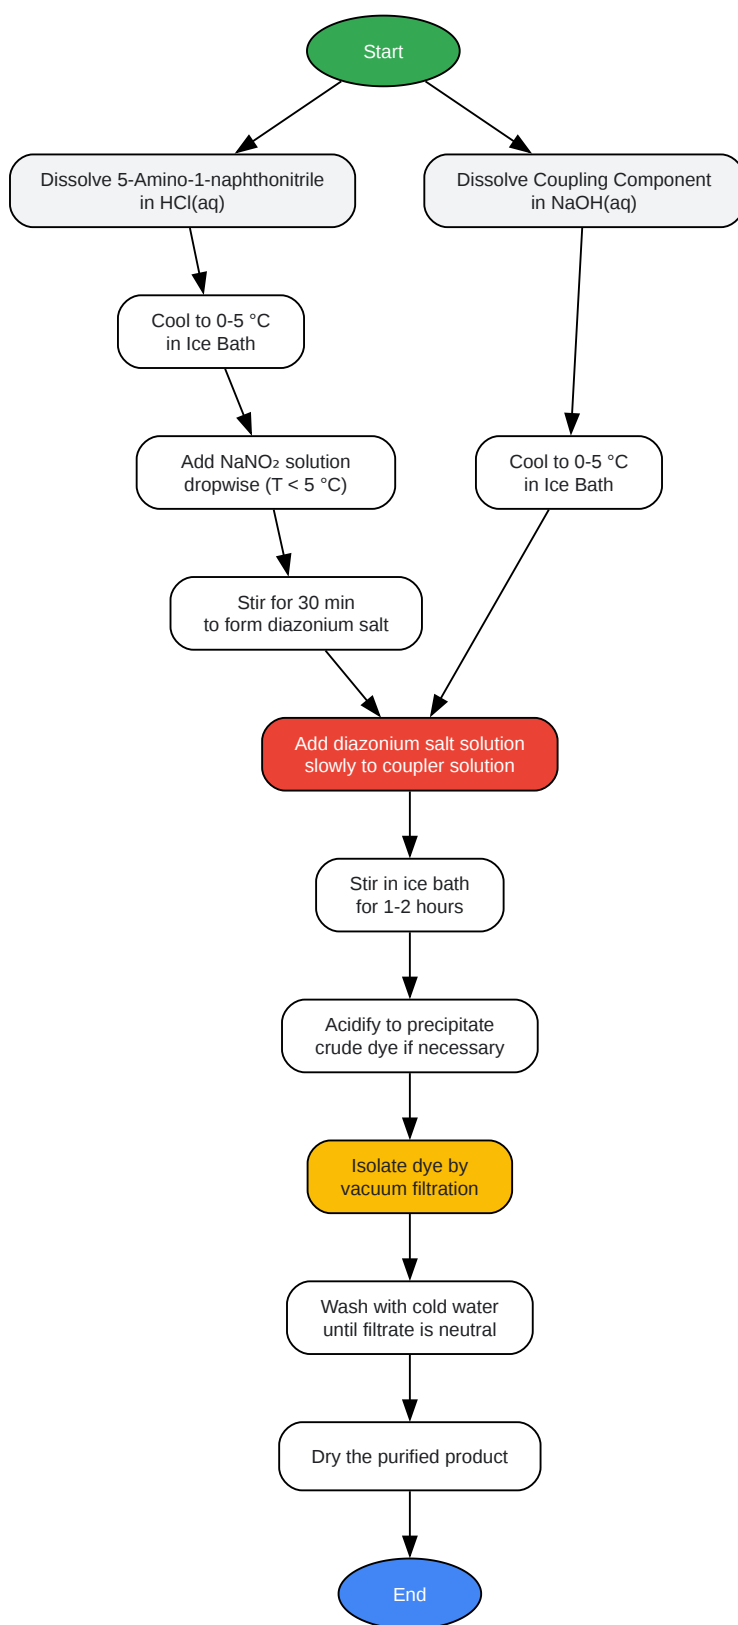 Start
Dissolve 5-Amino-1-naphthonitrile
in HCl(aq)
Dissolve Coupling Component
in NaOH(aq)
Cool to 0-5 °C
in Ice Bath
Add NaNO₂ solution
dropwise (T < 5 °C)
Cool to 0-5 °C
in Ice Bath
Stir for 30 min
to form diazonium salt
Add diazonium salt solution
slowly to coupler solution
Stir in ice bath
for 1-2 hours
Acidify to precipitate
crude dye if necessary
Isolate dye by
vacuum filtration
Wash with cold water
until filtrate is neutral
Dry the purified product
End